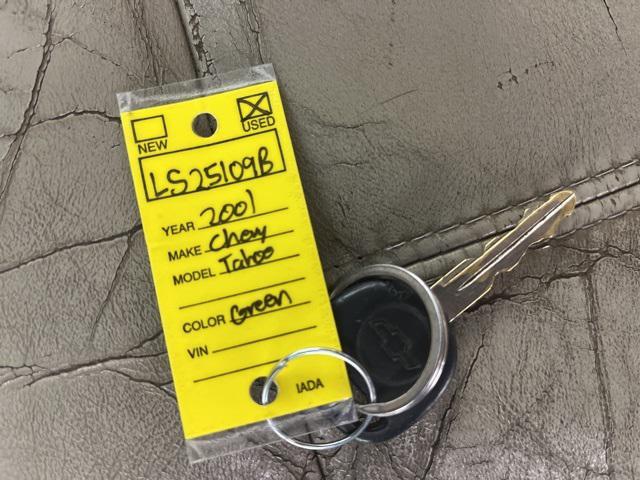 NEW USED
LS25109B
YEAR 2001
MAKE Chevy
MODEL Tahoe
COLOR Green
VIN
IADA